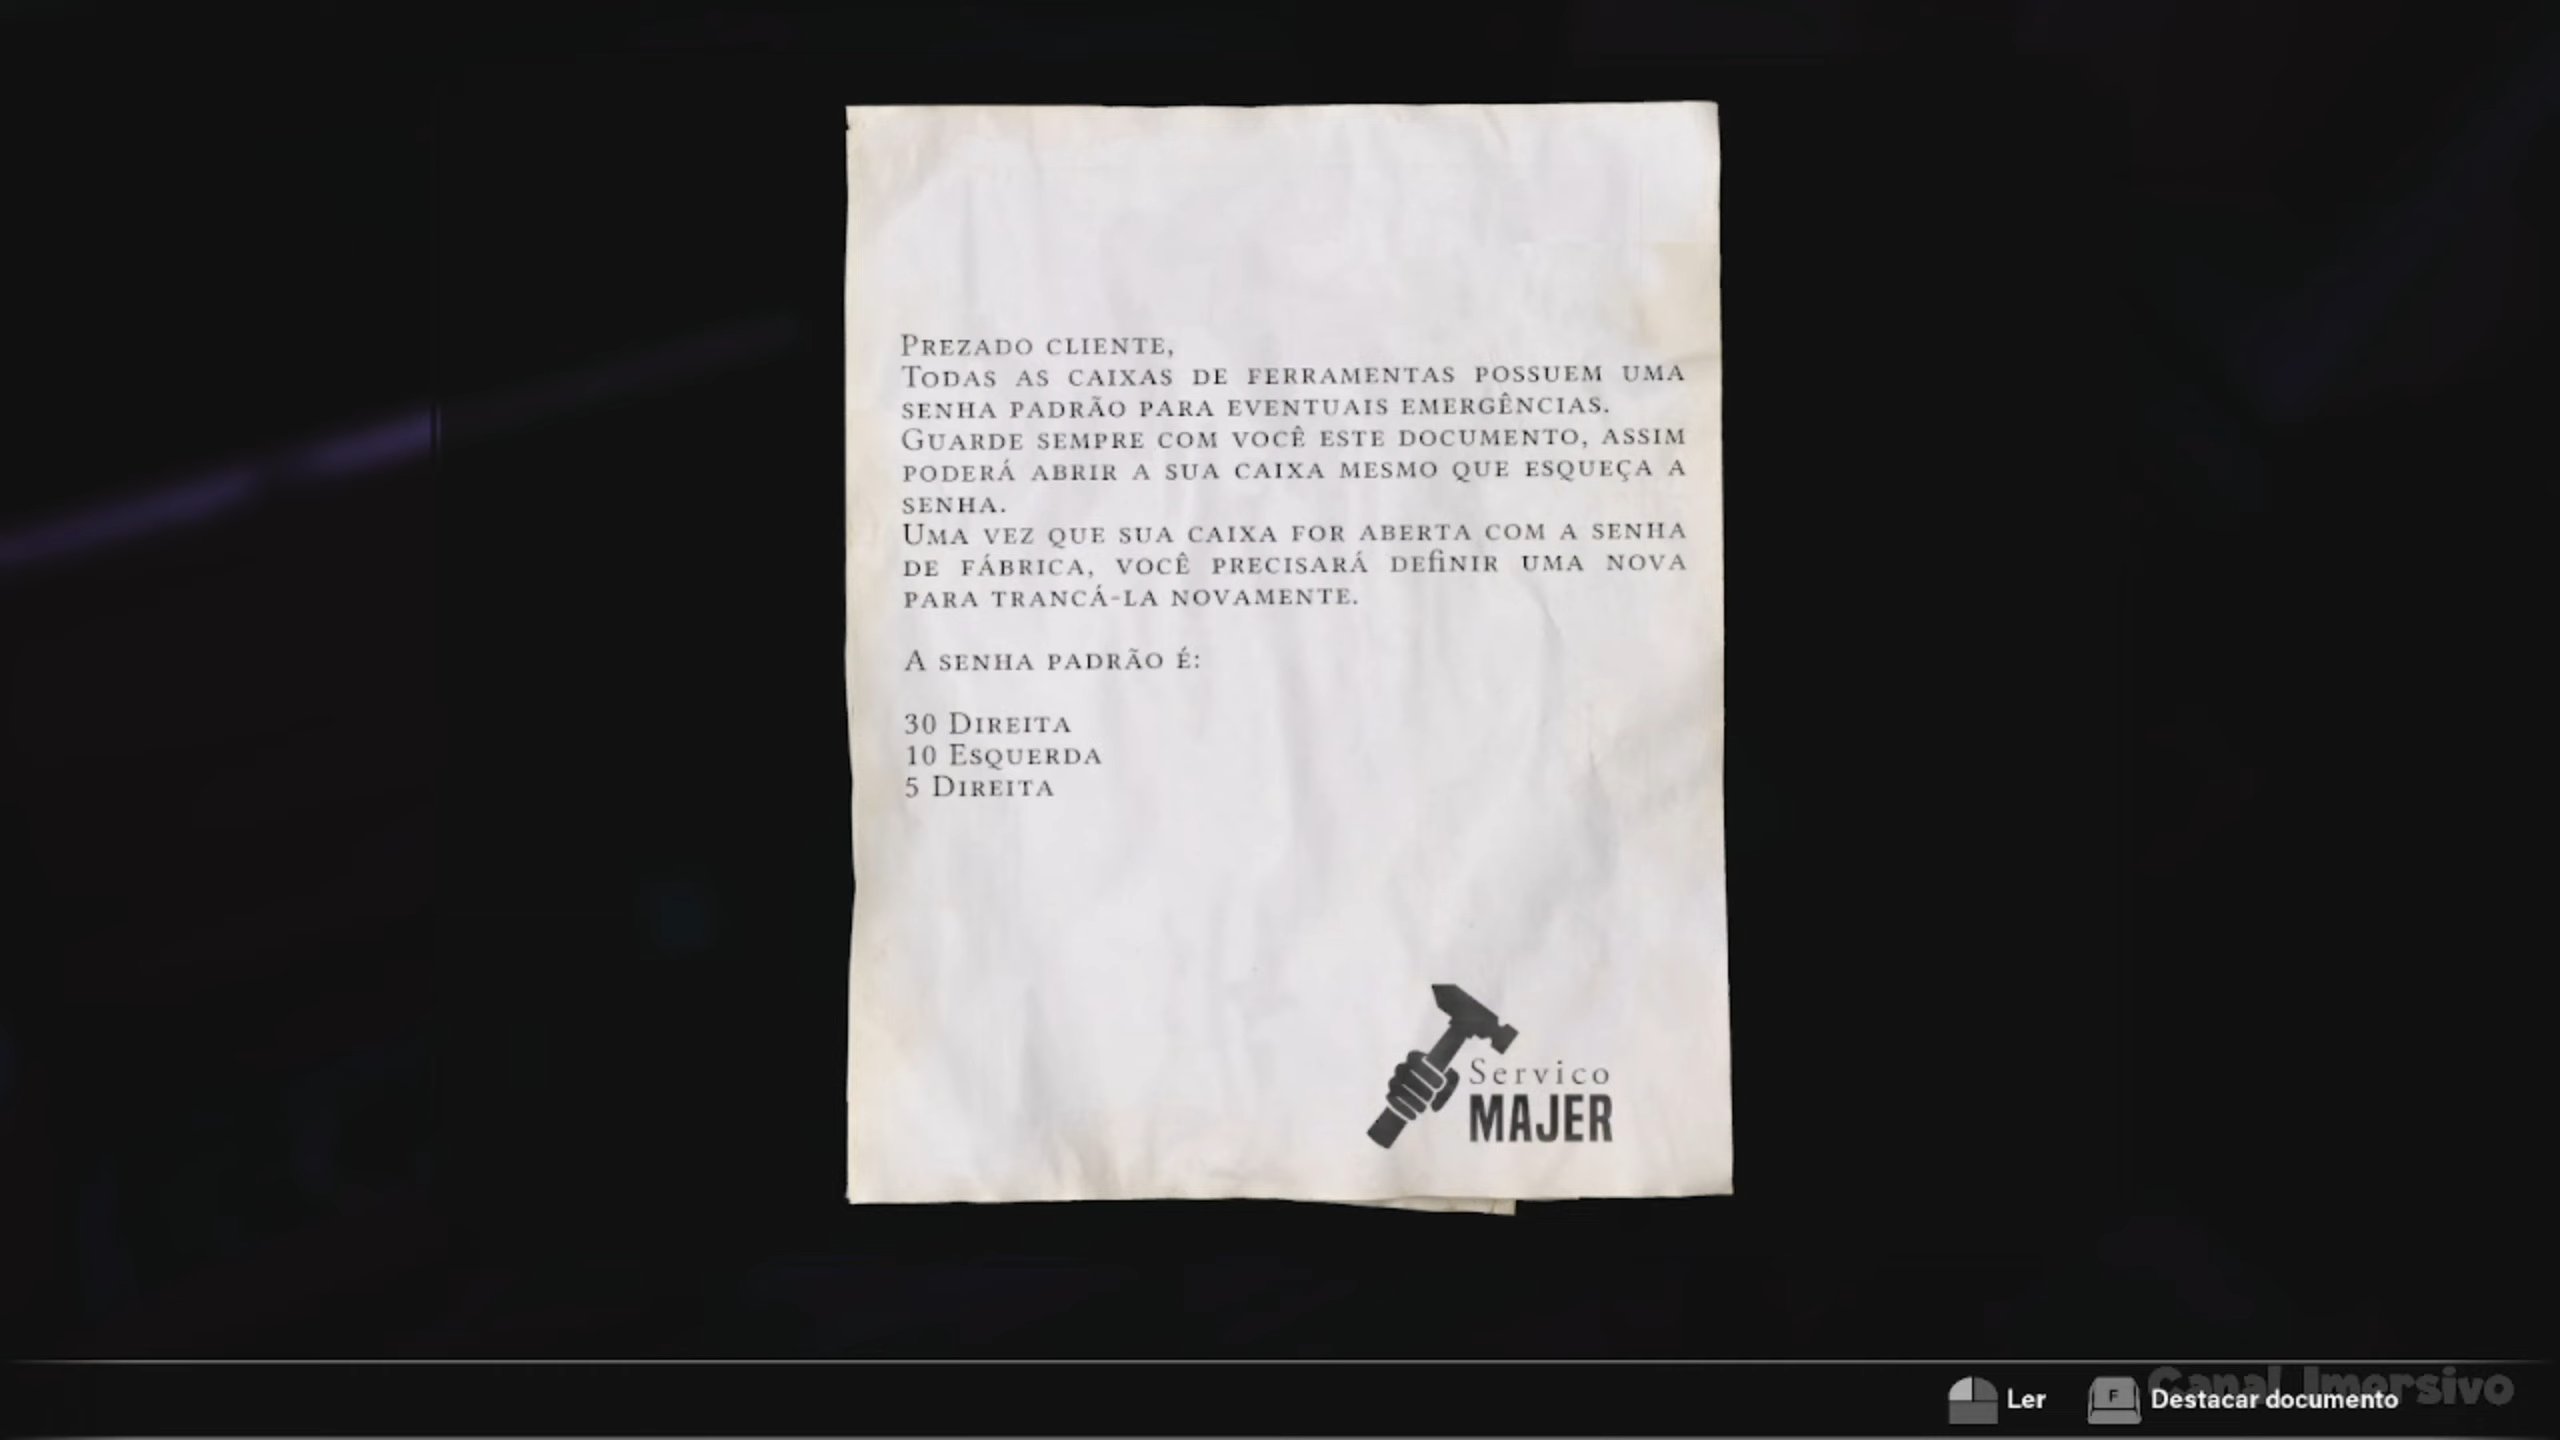 Prezado cliente,
Todas as caixas de ferramentas possuem uma
senha padrão para eventuais emergências.
Guarde sempre com você este documento, assim
poderá abrir a sua caixa mesmo que esqueça a
senha.
Uma vez que sua caixa for aberta com a senha
de fábrica, você precisará definir uma nova
para trancá-la novamente.
A senha padrão é:
30 Direita
10 Esquerda
5 Direita
Servico
MAJER
Canal Imersivo
Ler
F
Destacar documento